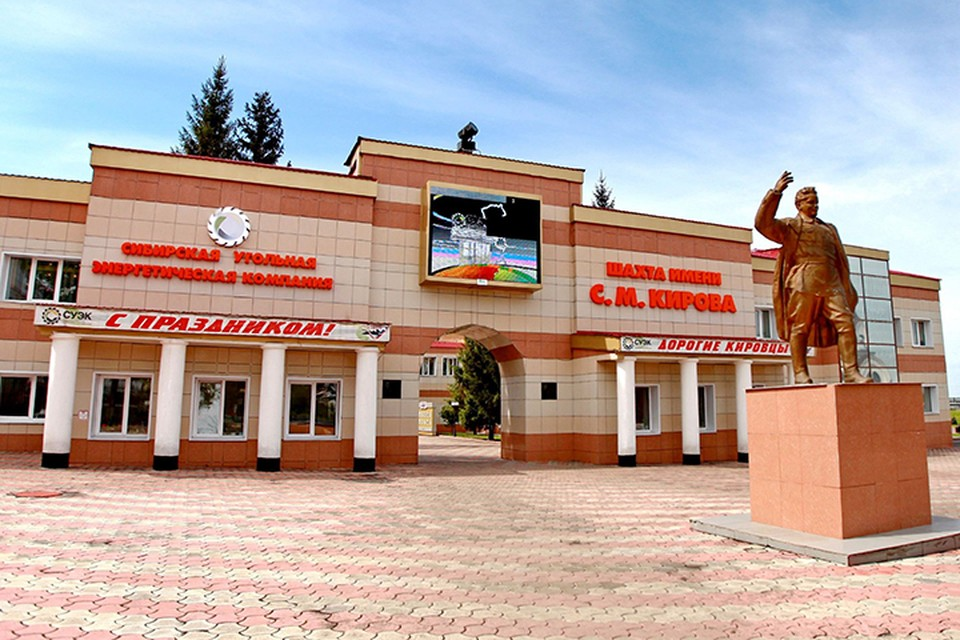 СИБИРСКАЯ УГОЛЬНАЯ
ЭНЕРГЕТИЧЕСКАЯ КОМПАНИЯ
СУЭК С ПРАЗДНИКОМ!
ШАХТА ИМЕНИ
С. М. КИРОВА
СУЭК ДОРОГИЕ КИРОВЦЫ